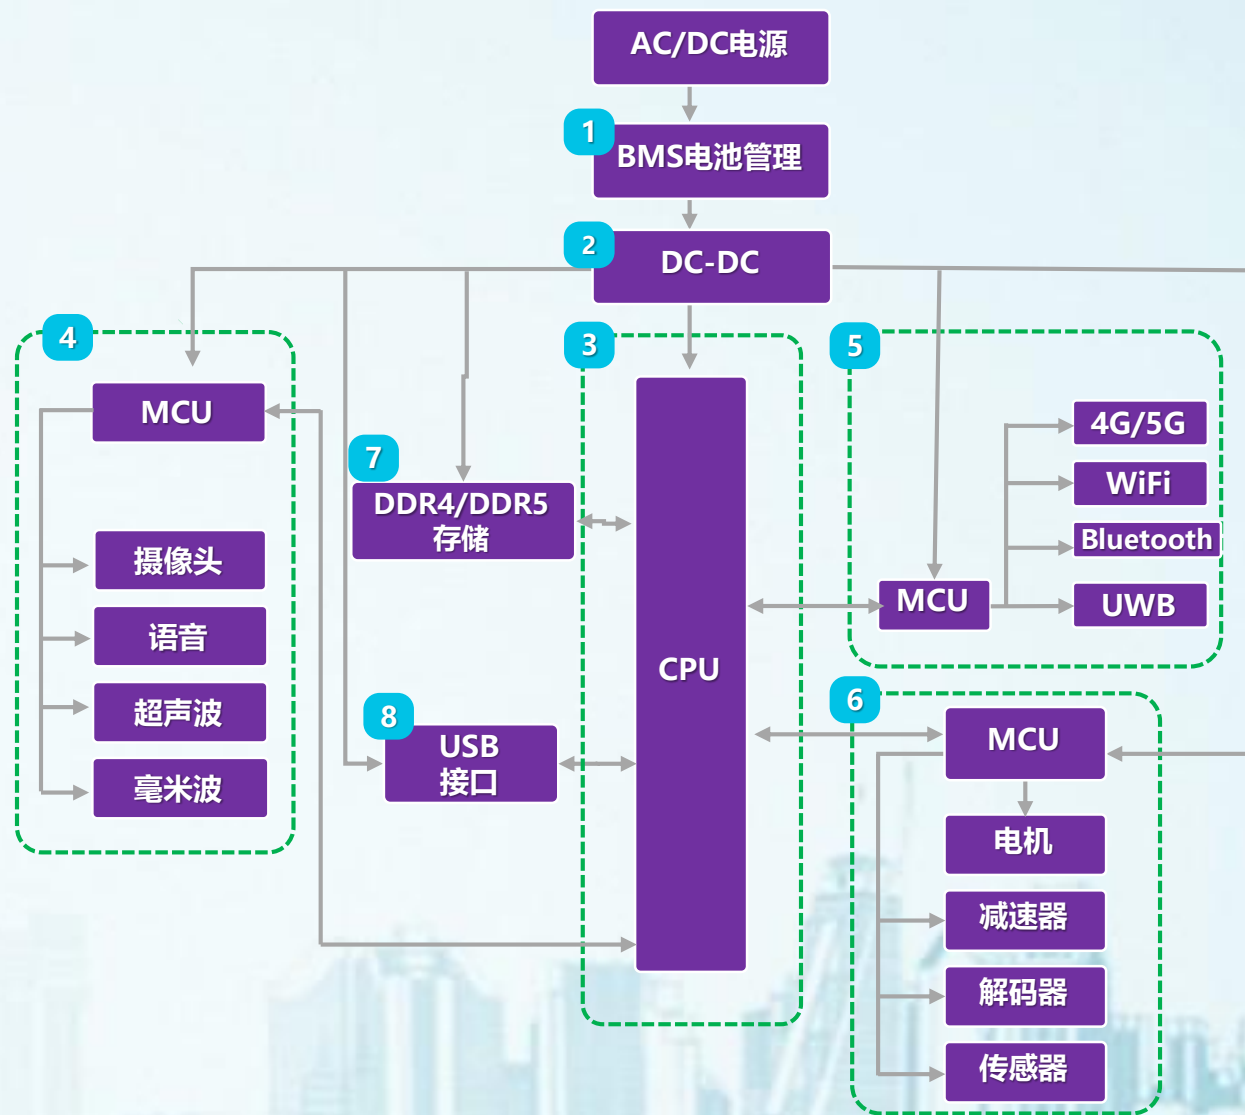 AC/DC电源
1
BMS电池管理
2
DC-DC
4
MCU
摄像头
语音
超声波
毫米波
7
DDR4/DDR5
存储
8
USB
接口
3
CPU
5
4G/5G
WiFi
Bluetooth
MCU
UWB
6
MCU
电机
减速器
解码器
传感器